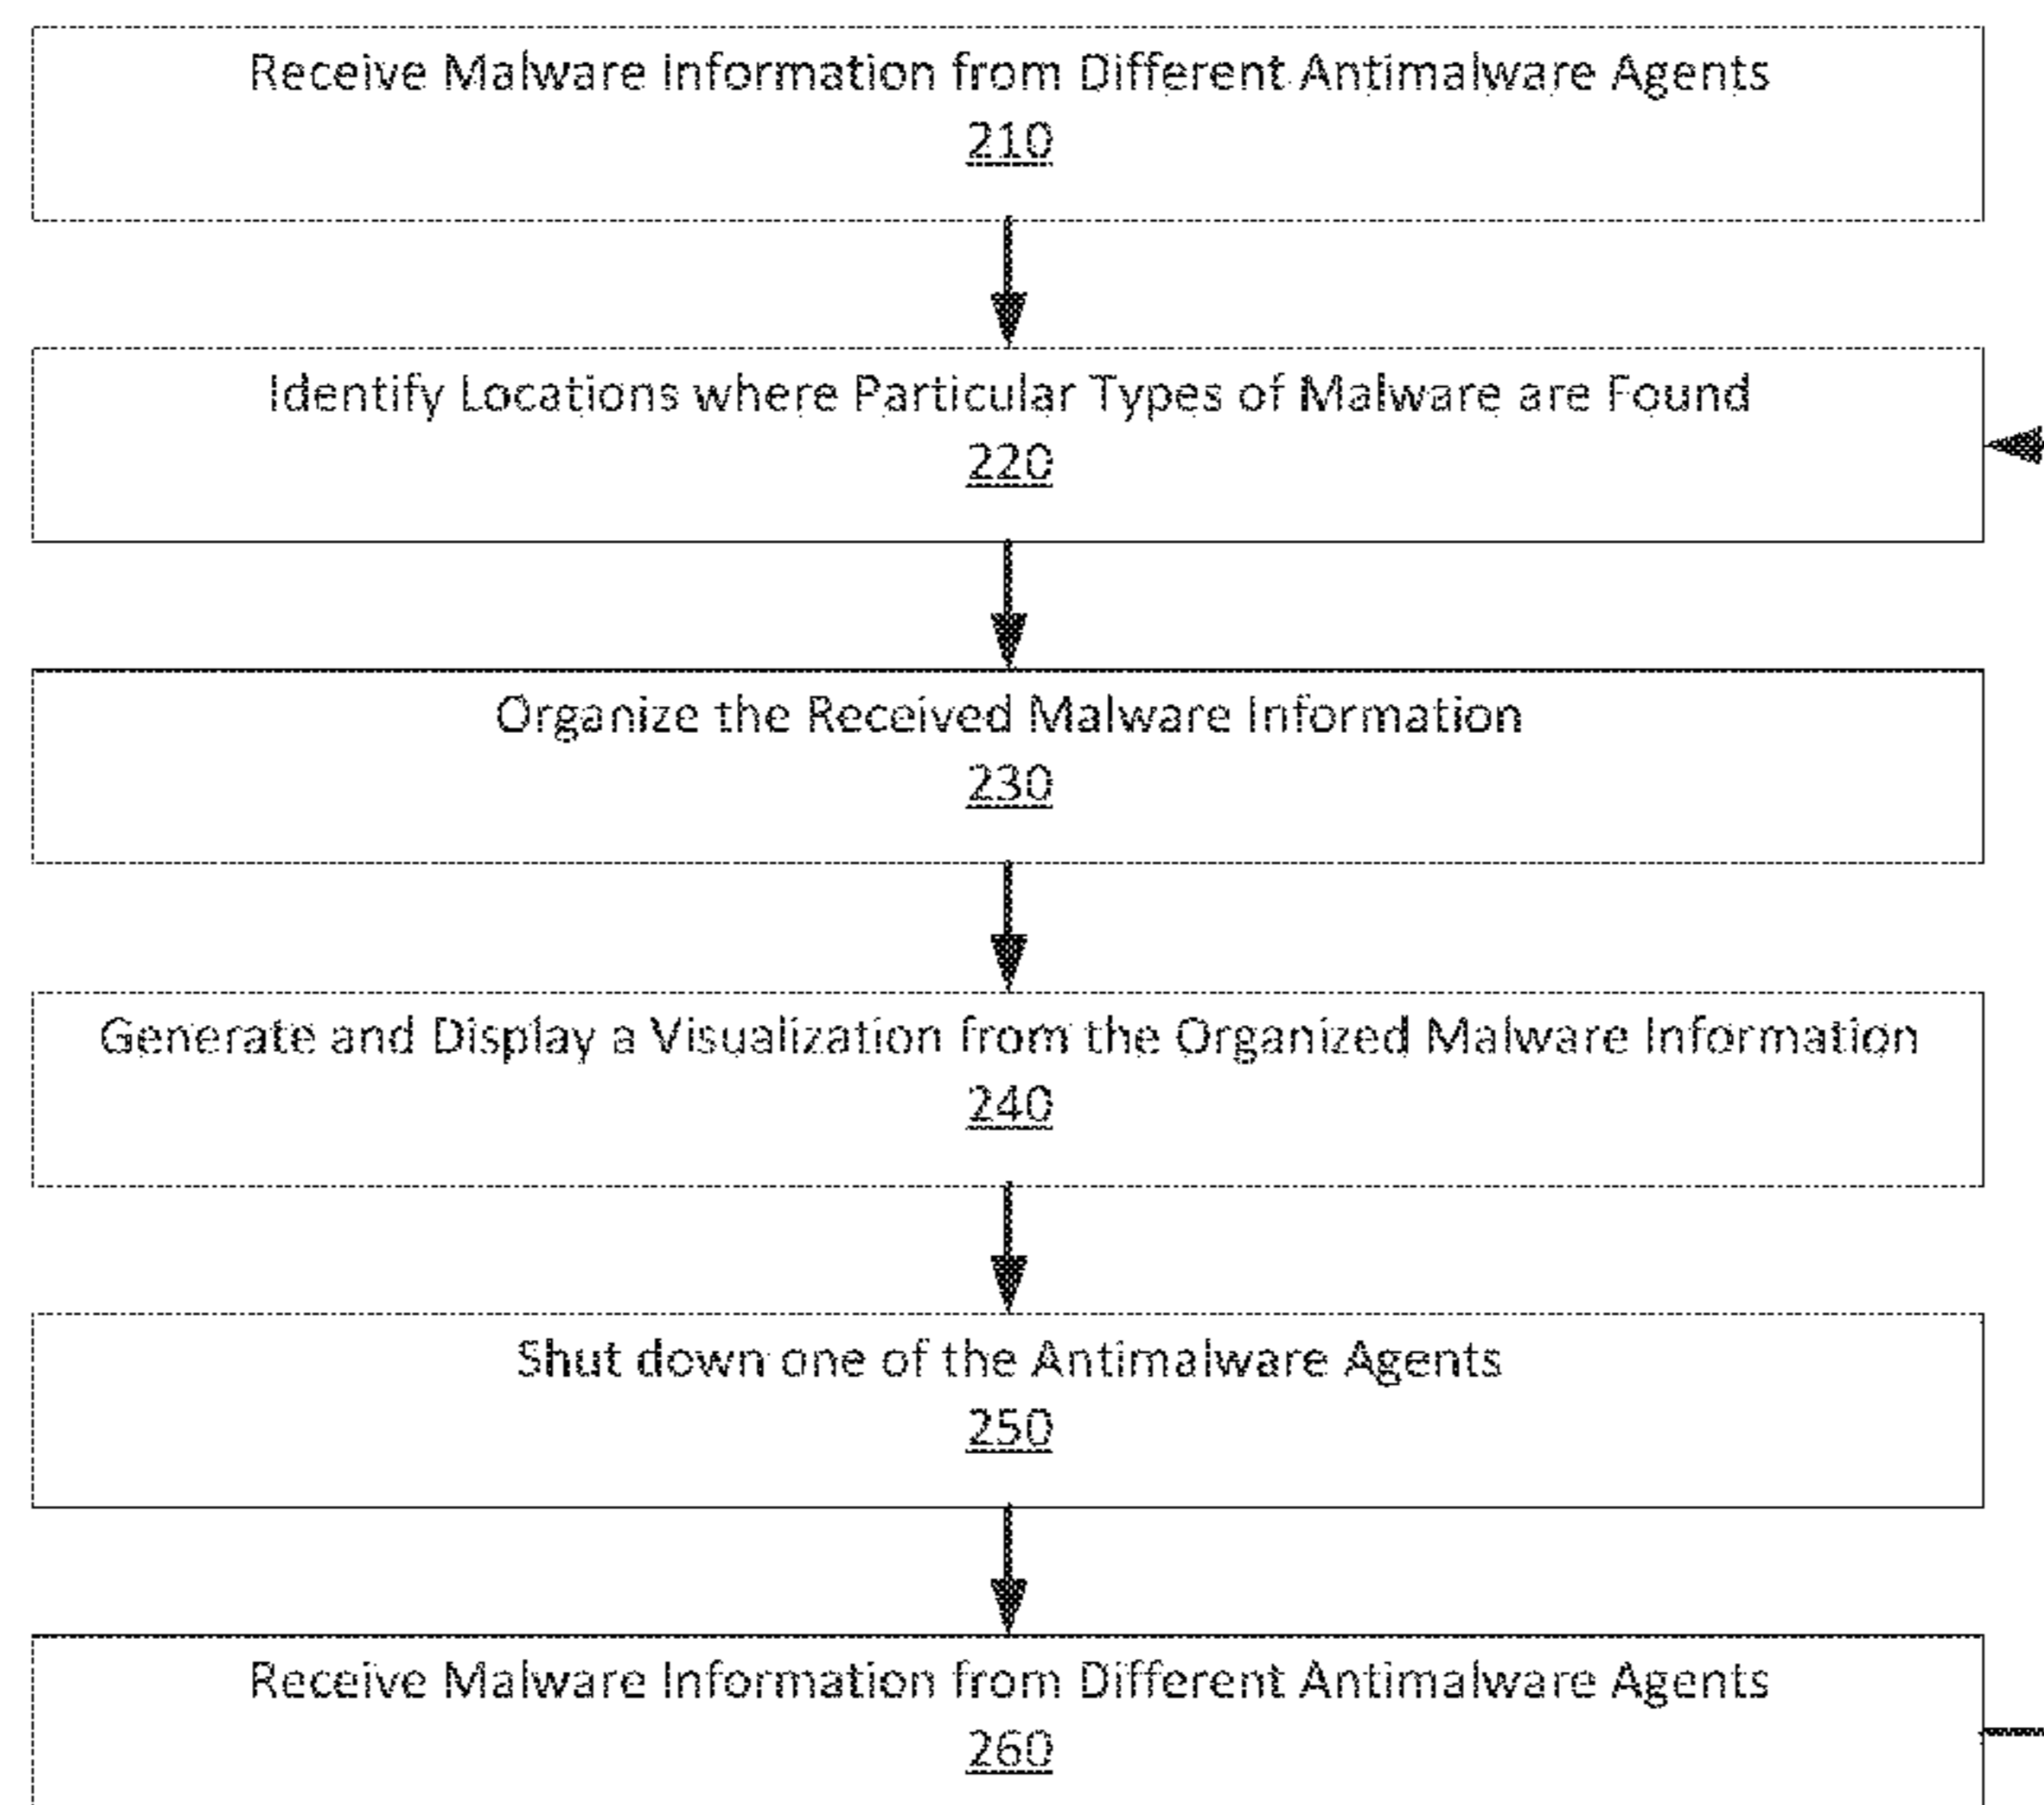 Receive Malware Information from Different Antimalware Agents
210
Identify Locations where Particular Types of Malware are Found
220
Organize the Received Malware Information
230
Generate and Display a Visualization from the Organized Malware Information
240
Shut down one of the Antimalware Agents
250
Receive Malware Information from Different Antimalware Agents
260